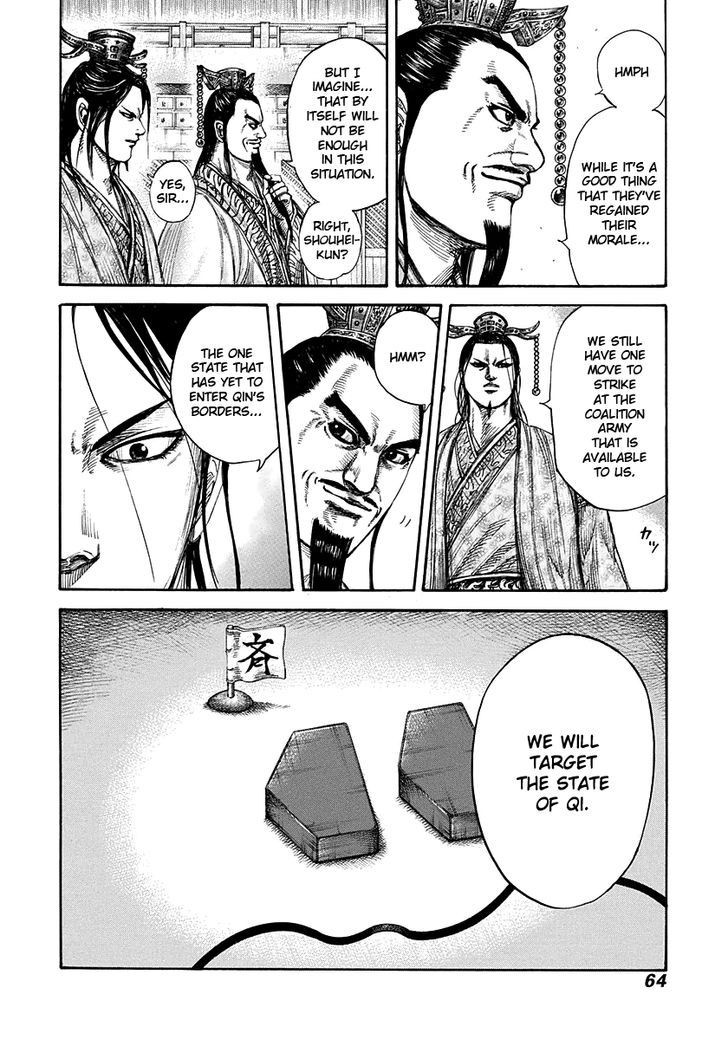 HMPH
WHILE IT'S A
GOOD THING
THAT THEY'VE
REGAINED
THEIR
MORALE...
BUT I
IMAGINE...
THAT BY
ITSELF WILL
NOT BE
ENOUGH
IN THIS
SITUATION.
RIGHT,
SHOUHEI-
KUN?
YES,
SIR...
WE STILL
HAVE ONE
MOVE TO
STRIKE
AT THE
COALITION
ARMY
THAT IS
AVAILABLE
TO US.
カッ
HMM?
THE ONE
STATE THAT
HAS YET TO
ENTER QIN'S
BORDERS...
斉
WE WILL
TARGET
THE STATE
OF QI.
64